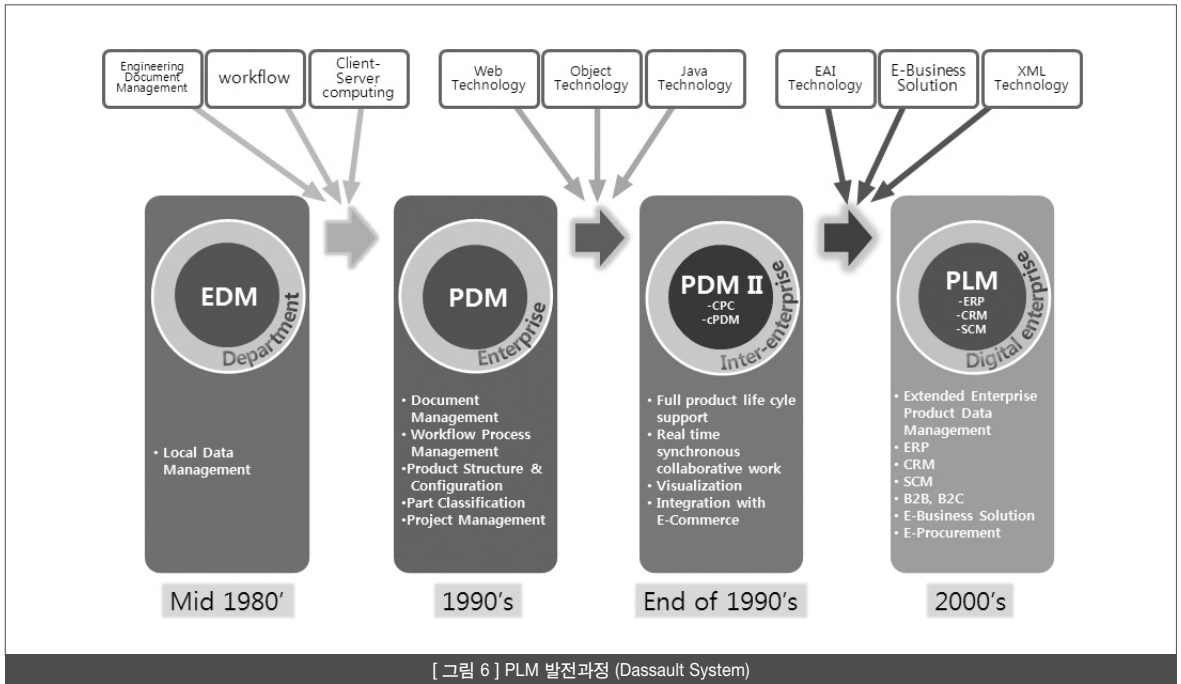 Engineering
Document
Management
workflow
Client-
Server
computing
Web
Technology
Object
Technology
Java
Technology
EAI
Technology
E-Business
Solution
XML
Technology
EDM
Department
PDM
Enterprise
PDM II
-CPC
-cPDM
Inter-enterprise
PLM
-ERP
-CRM
-SCM
Digital enterprise
• Local Data
Management
• Document
Management
• Workflow Process
Management
•Product Structure &
Configuration
•Part Classification
•Project Management
• Full product life cyle
support
• Real time
synchronous
collaborative work
• Visualization
• Integration with
E-Commerce
• Extended Enterprise
Product Data
Management
• ERP
• CRM
• SCM
• B2B, B2C
• E-Business Solution
• E-Procurement
Mid 1980'
1990's
End of 1990's
2000's
[ 그림 6 ] PLM 발전과정 (Dassault System)